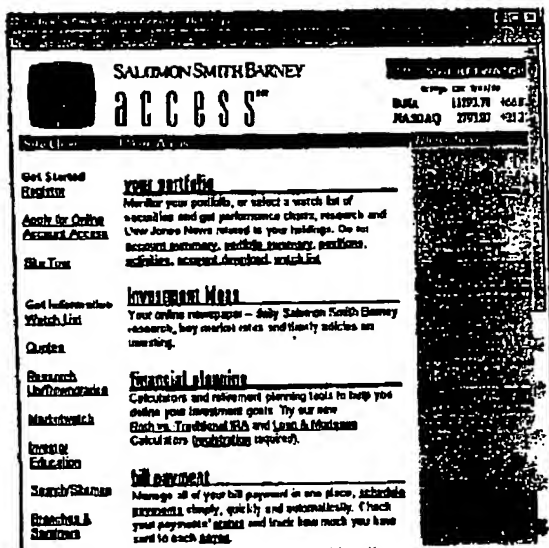 SALOMON SMITH BARNEY
access
Get Started
Register
your portfolio
Monitor your portfolio, or select a watch list of
securities and get performance charts, research and
Dow Jones News related to your holdings. Go to:
account summary, portfolio summary, positions,
activities, account download, watch list
Apply for Online
Account Access
Site Tour
Investment Ideas
Your online newspaper – daily Salomon Smith Barney
research, key market rates and timely articles on
investing.
Get Information
Watch List
Quotes
Research
financial planning
Calculators and retirement planning tools to help you
define your investment goals. Try our new
Roth vs. Traditional IRA and Loan & Mortgage
Calculators (registration required).
Marketwatch
Investor
Education
Search/Sitemap
Branches &
Seminars
bill payment
Manage all of your bill payment in one place, schedule
payments simply, quickly and automatically. Check
your payments' status and track how much you have
sent to each payee.
NASDAQ